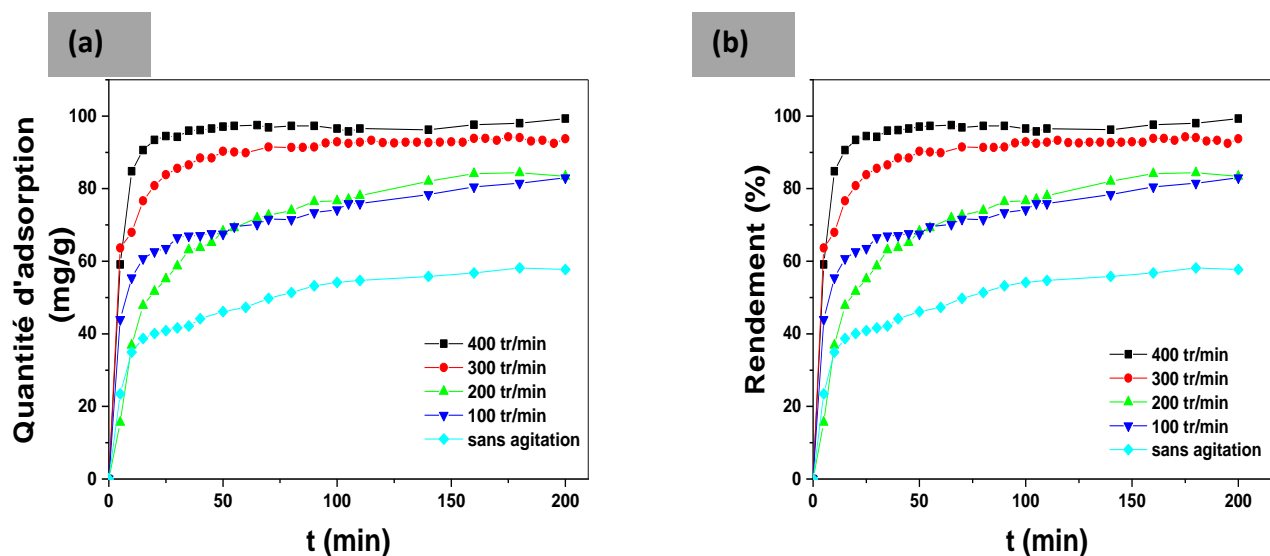 (a)
Quantité d'adsorption
(mg/g)
100
80
60
40
20
0
400 tr/min
300 tr/min
200 tr/min
100 tr/min
sans agitation
0 50 100 150 200
t (min)
(b)
Rendement (%)
100
80
60
40
20
0
400 tr/min
300 tr/min
200 tr/min
100 tr/min
sans agitation
0 50 100 150 200
t (min)